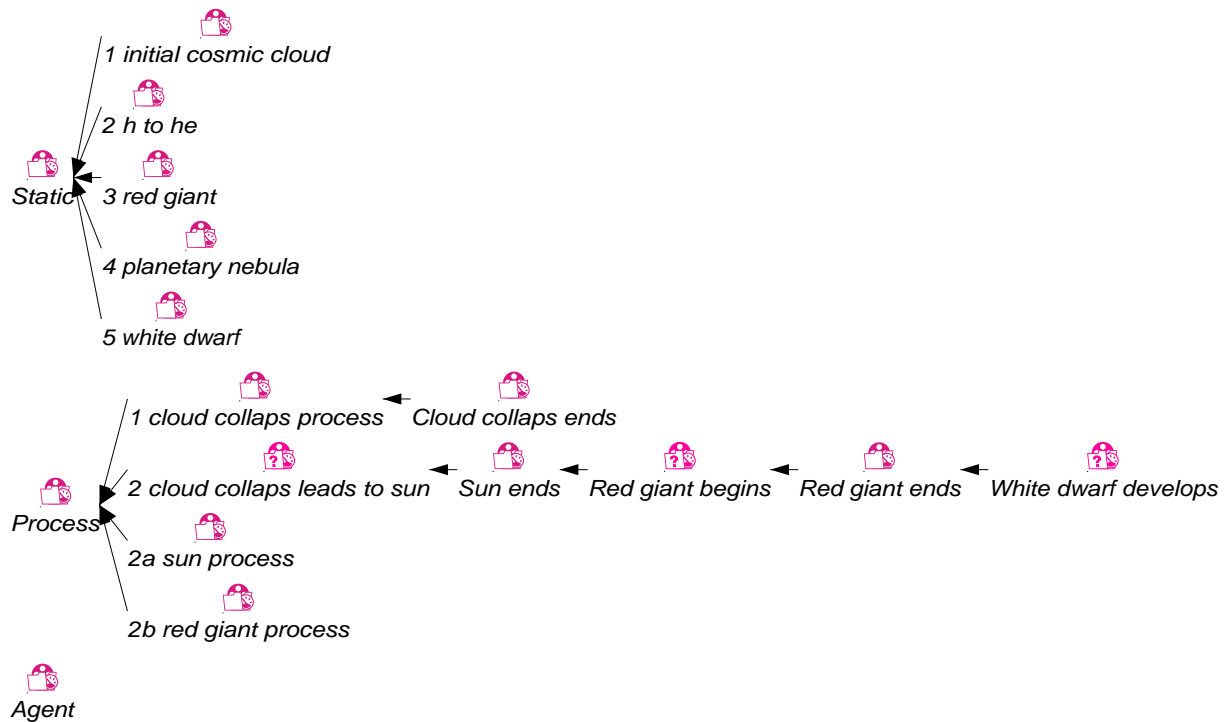 1 initial cosmic cloud
2 h to he
Static
3 red giant
4 planetary nebula
5 white dwarf
1 cloud collaps process
Cloud collaps ends
2 cloud collaps leads to sun
Sun ends
Red giant begins
Red giant ends
White dwarf develops
Process
2a sun process
2b red giant process
Agent